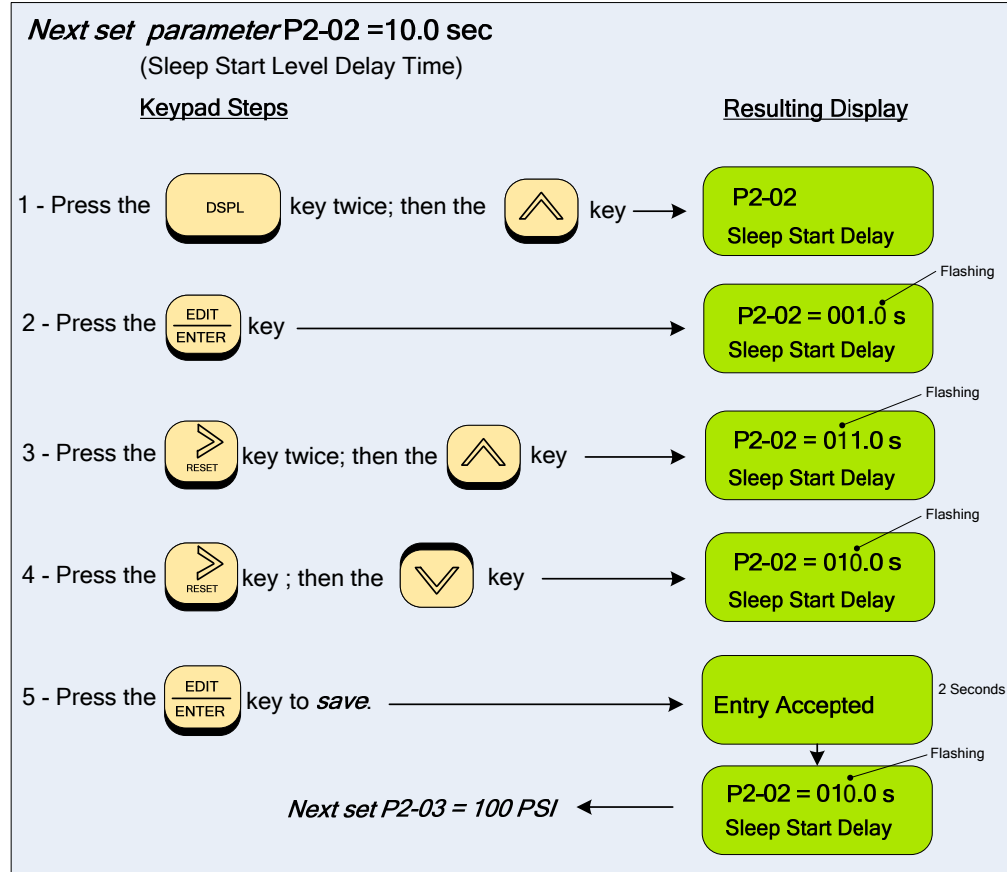 Next set parameter P2-02 =10.0 sec
(Sleep Start Level Delay Time)
Keypad Steps
Resulting Display
1 - Press the DSPL key twice; then the key
P2-02
Sleep Start Delay
Flashing
2 - Press the EDIT ENTER key
P2-02 = 001.0 s
Sleep Start Delay
Flashing
3 - Press the RESET key twice; then the key
P2-02 = 011.0 s
Sleep Start Delay
Flashing
4 - Press the RESET key ; then the key
P2-02 = 010.0 s
Sleep Start Delay
5 - Press the EDIT ENTER key to save.
Entry Accepted
2 Seconds
Flashing
P2-02 = 010.0 s
Sleep Start Delay
Next set P2-03 = 100 PSI